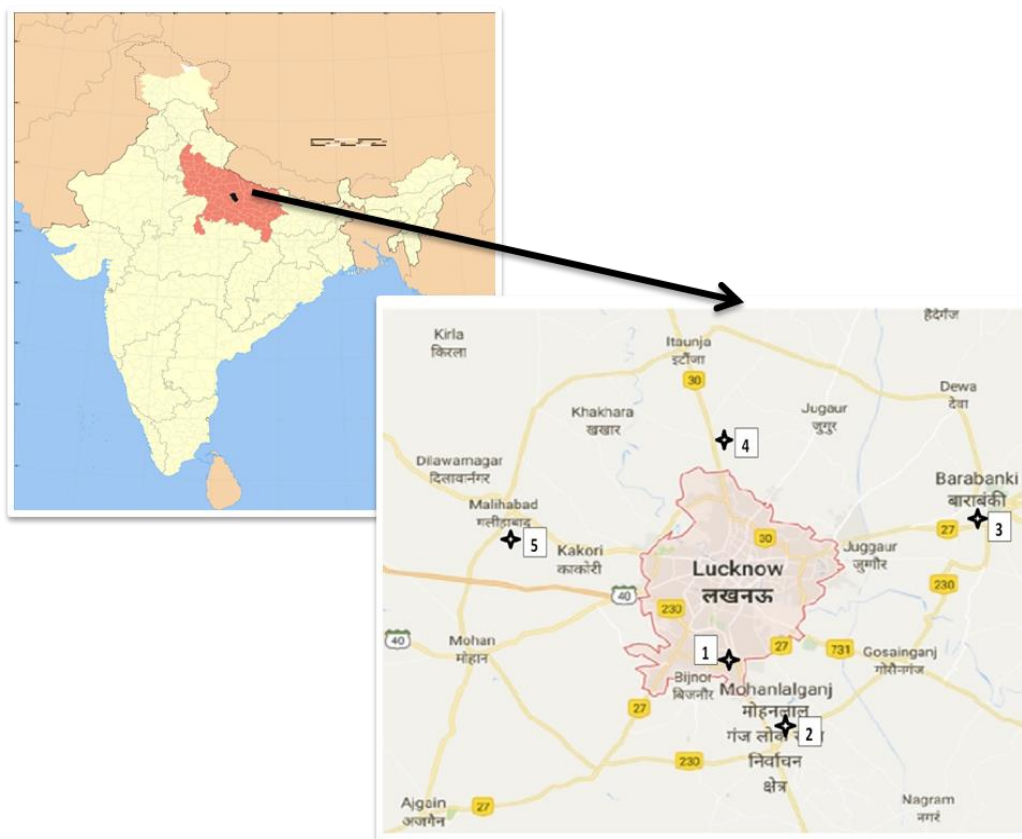 हैदेर्गंज
Kirla
किरला
Itaunja
इटौंजा
30
Dewa
देवा
Khakhara
खखार
Jugaur
जुगुर
4
Dilawarnagar
दिलावार्नगर
Barabanki
बाराबंकी
Malihabad
मलीहाबाद
3
27
5
30
Kakori
काकोरी
Juggaur
जुग्गौर
Lucknow
लखनऊ
230
40
230
40
Mohan
मोहान
1
27
731
Gosainganj
गोसैनगंज
Bijnor
बिजनौर
Mohanlalganj
मोहनलाल
27
2
गंज लोक
230
निर्वाचन
क्षेत्र
Ajgain
अजगैन
27
Nagram
नगरं